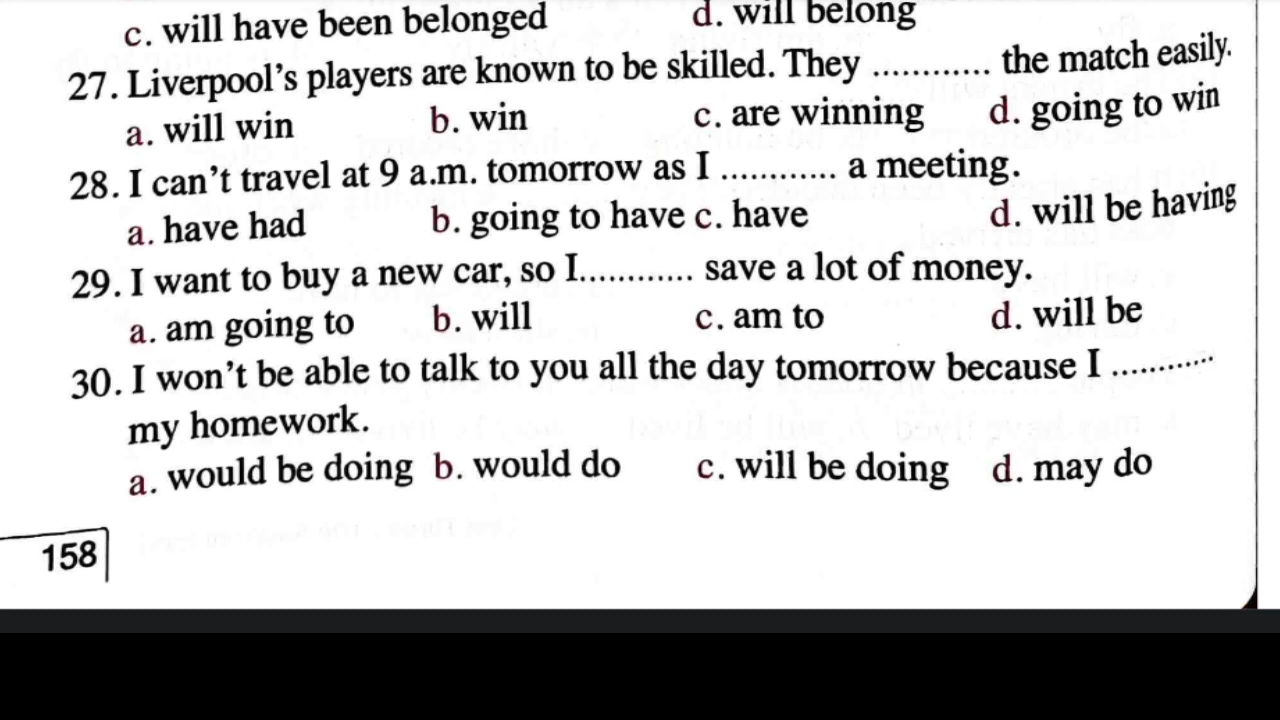 c. will have been belonged d. will belong
27. Liverpool's players are known to be skilled. They ............ the match easily.
a. will win b. win c. are winning d. going to win
28. I can't travel at 9 a.m. tomorrow as I ............ a meeting.
a. have had b. going to have c. have d. will be having
29. I want to buy a new car, so I............ save a lot of money.
a. am going to b. will c. am to d. will be
30. I won't be able to talk to you all the day tomorrow because I ..........
my homework.
a. would be doing b. would do c. will be doing d. may do
158